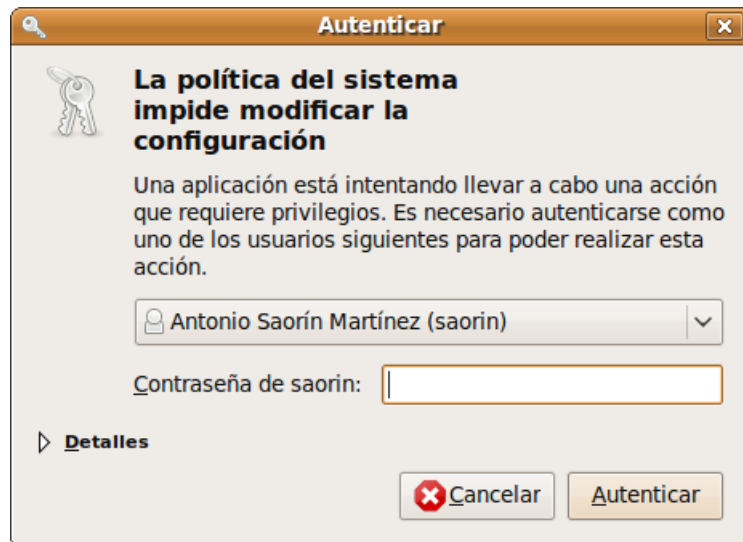 Autenticar
La política del sistema
impide modificar la
configuración
Una aplicación está intentando llevar a cabo una acción
que requiere privilegios. Es necesario autenticarse como
uno de los usuarios siguientes para poder realizar esta
acción.
Antonio Saorín Martínez (saorin)
Contraseña de saorin:
Detalles
Cancelar
Autenticar